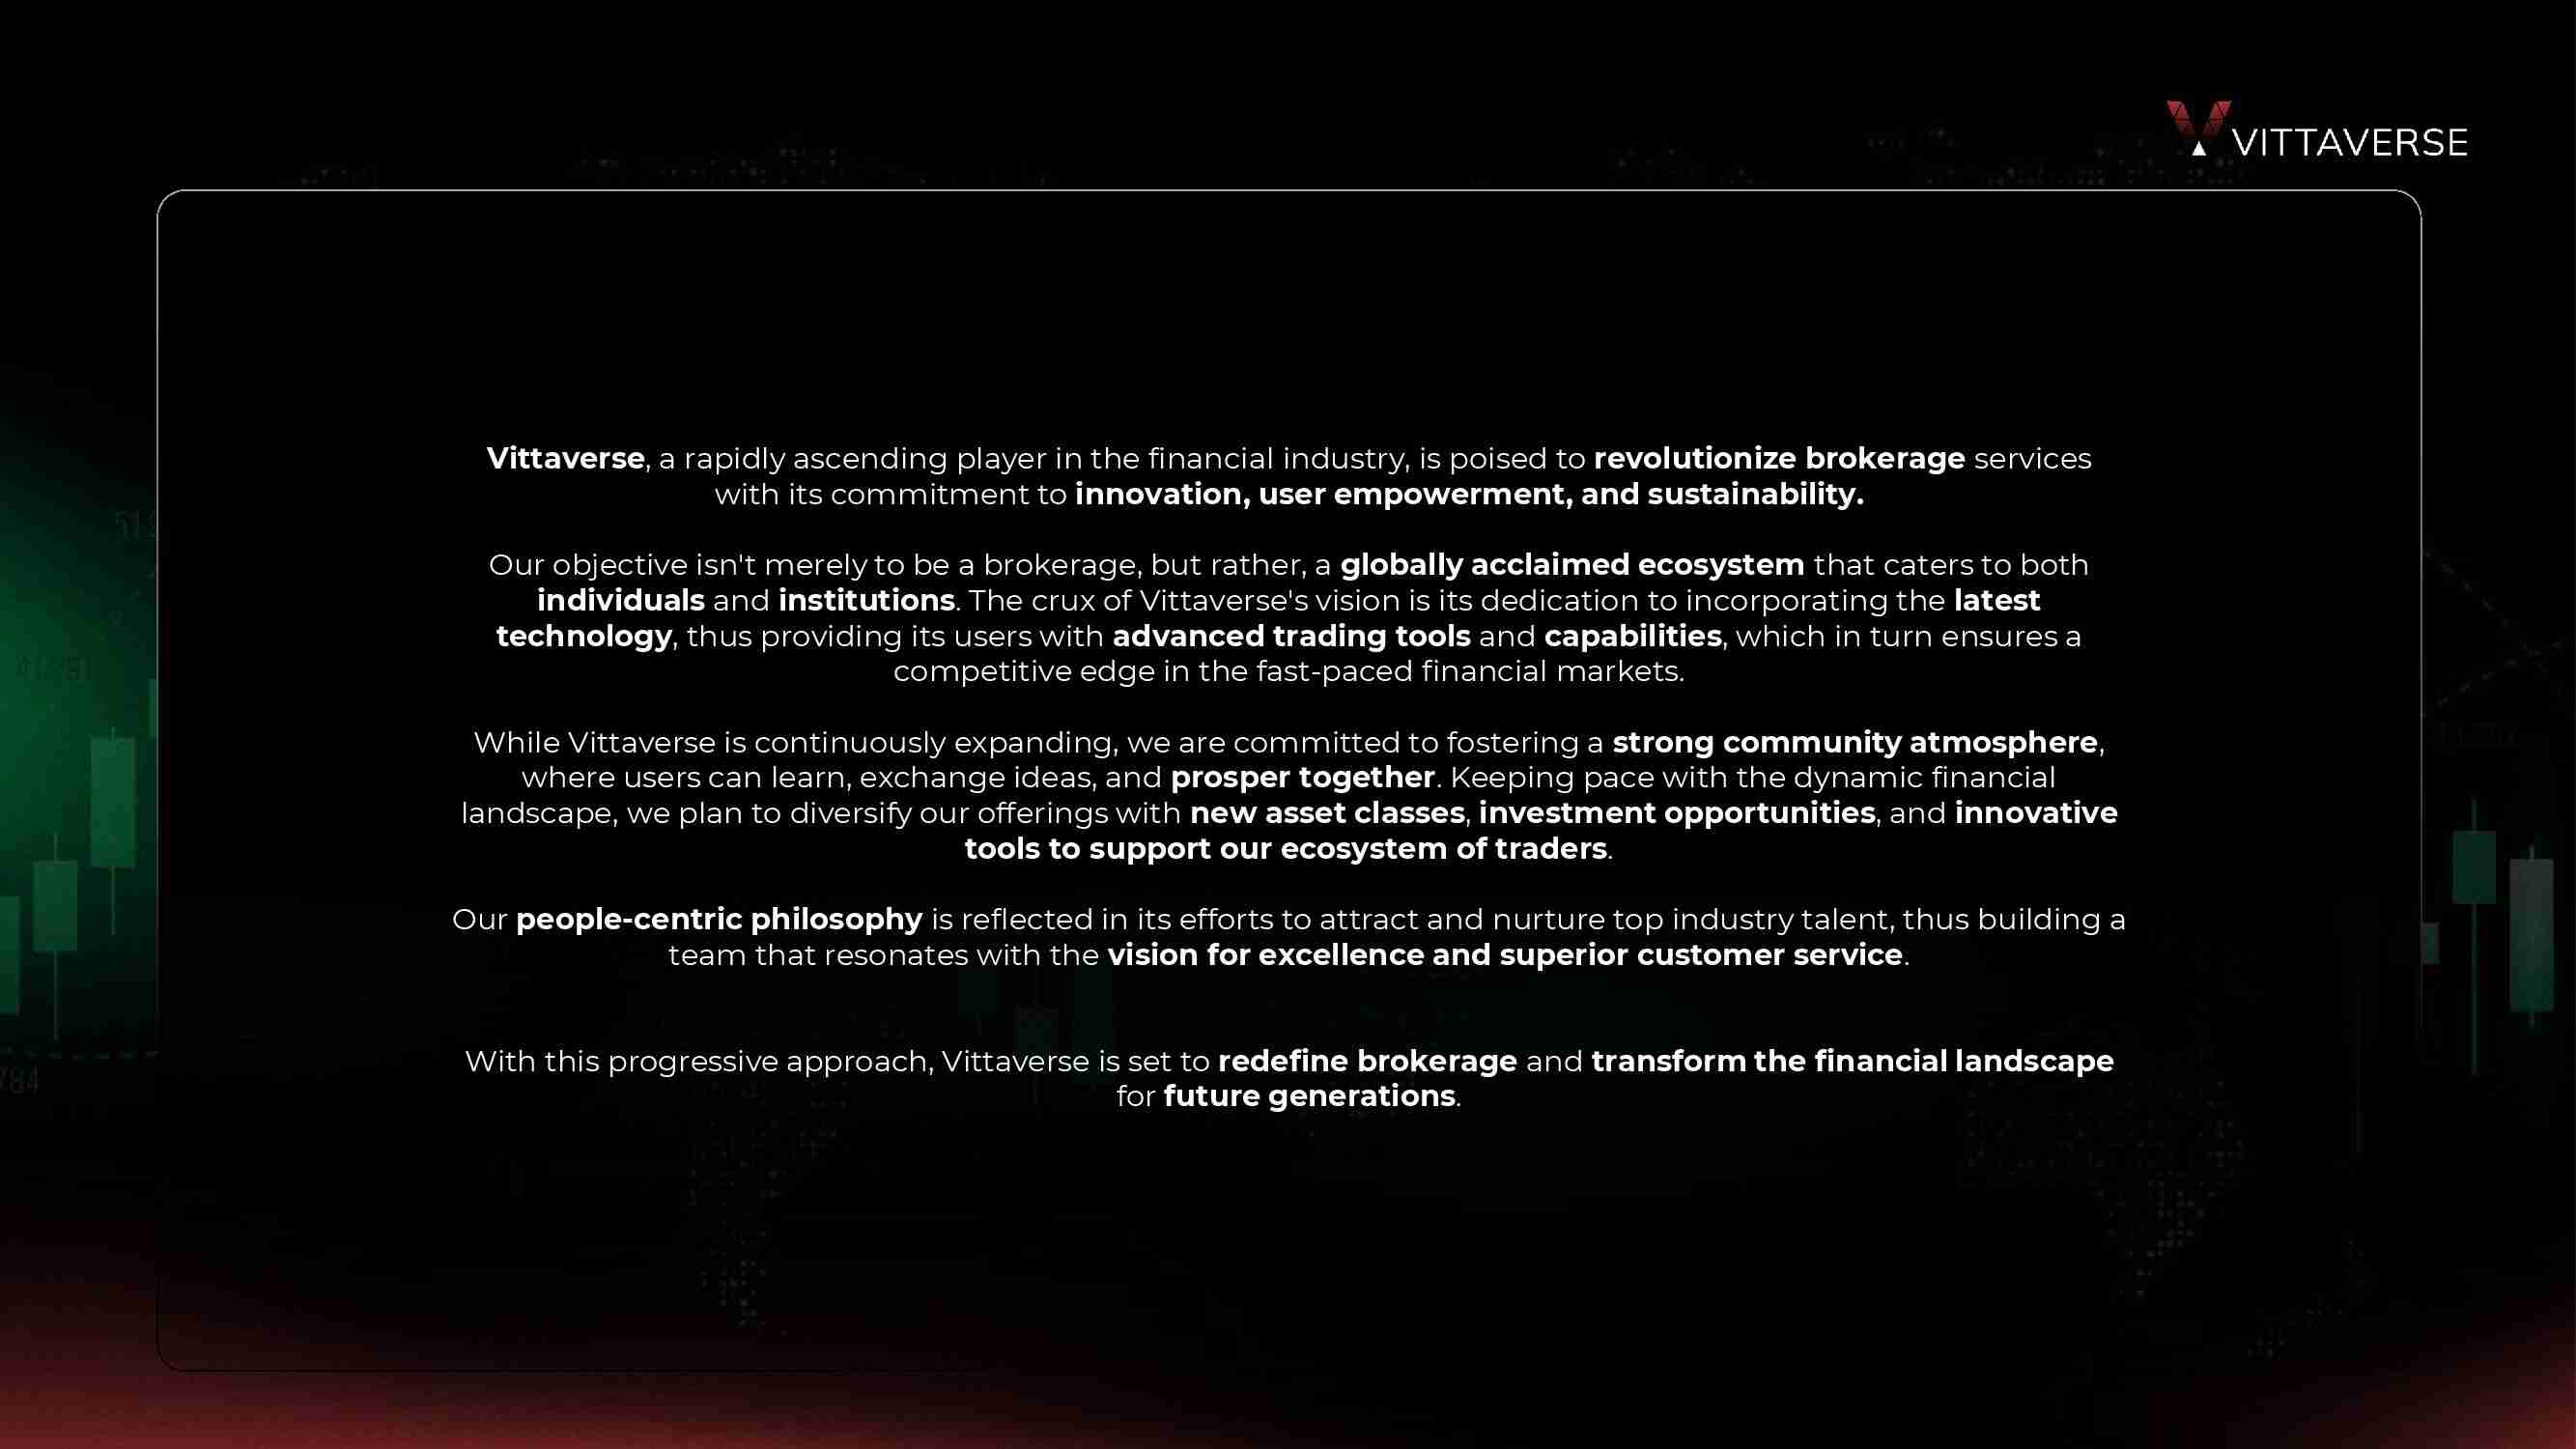 VITTAVERSE
Vittaverse, a rapidly ascending player in the financial industry, is poised to revolutionize brokerage services
with its commitment to innovation, user empowerment, and sustainability.
Our objective isn't merely to be a brokerage, but rather, a globally acclaimed ecosystem that caters to both
individuals and institutions. The crux of Vittaverse's vision is its dedication to incorporating the latest
technology, thus providing its users with advanced trading tools and capabilities, which in turn ensures a
competitive edge in the fast-paced financial markets.
While Vittaverse is continuously expanding, we are committed to fostering a strong community atmosphere,
where users can learn, exchange ideas, and prosper together. Keeping pace with the dynamic financial
landscape, we plan to diversify our offerings with new asset classes, investment opportunities, and innovative
tools to support our ecosystem of traders.
Our people-centric philosophy is reflected in its efforts to attract and nurture top industry talent, thus building a
team that resonates with the vision for excellence and superior customer service.
With this progressive approach, Vittaverse is set to redefine brokerage and transform the financial landscape
for future generations.